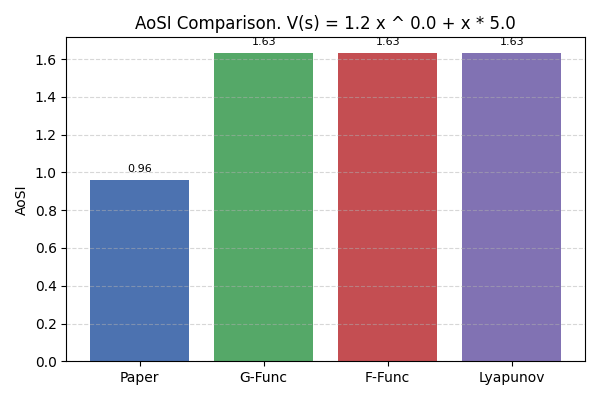 AoSI Comparison. V(s) = 1.2 x ^ 0.0 + x * 5.0
1.63
1.63
1.63
0.96
AoSI
1.6
1.4
1.2
1.0
0.8
0.6
0.4
0.2
0.0
Paper
G-Func
F-Func
Lyapunov